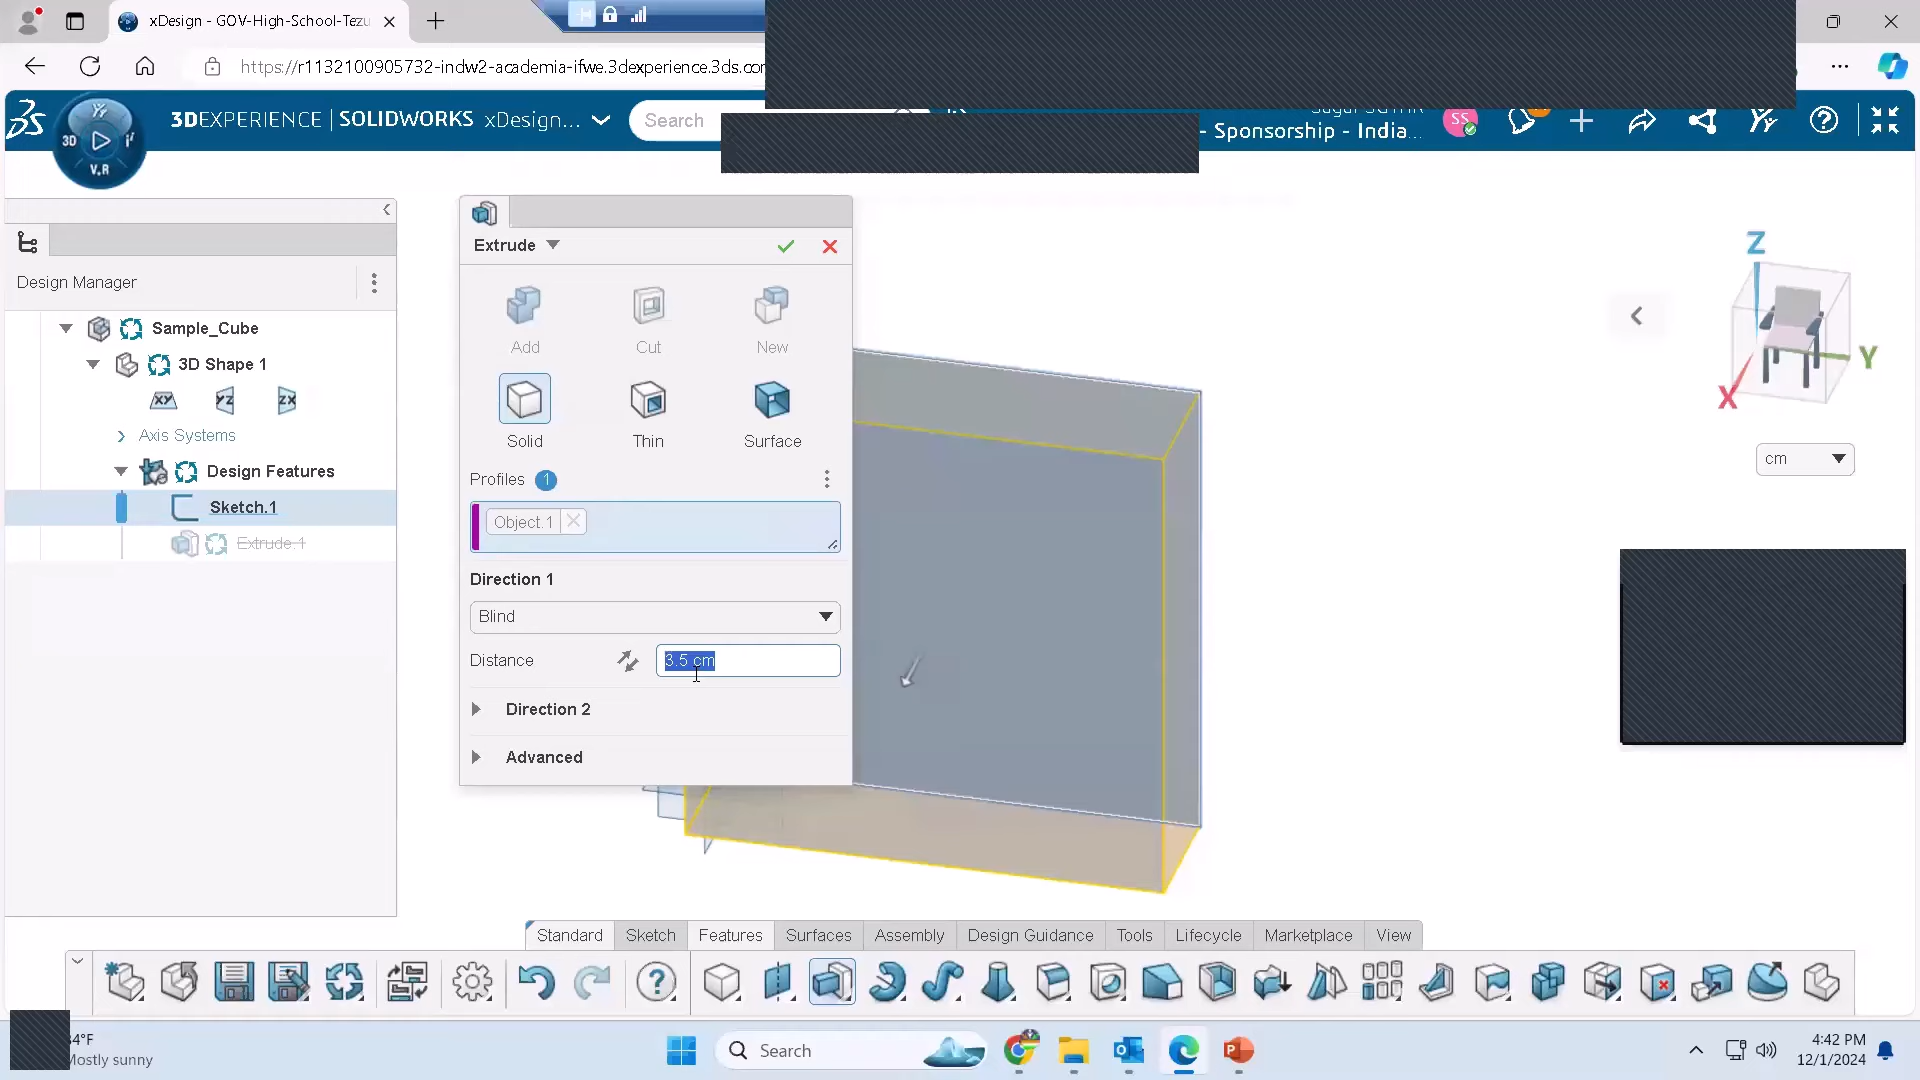 xDesign - GOV-High-School-Tezu
https://r1132100905732-indw2-academia-ifwe.3dexperience.3ds.com
3DEXPERIENCE | SOLIDWORKS xDesign...
Search
- Sponsorship - India...
SS
3D
V.R
Design Manager
Sample_Cube
3D Shape 1
XY YZ ZX
Axis Systems
Design Features
Sketch.1
Extrude.1
Extrude
Add Cut New
Solid Thin Surface
Profiles 1
Object.1
Direction 1
Blind
Distance 3.5 cm
Direction 2
Advanced
Z
Y
X
cm
Standard Sketch Features Surfaces Assembly Design Guidance Tools Lifecycle Marketplace View
4°F
Mostly sunny
Search
4:42 PM
12/1/2024